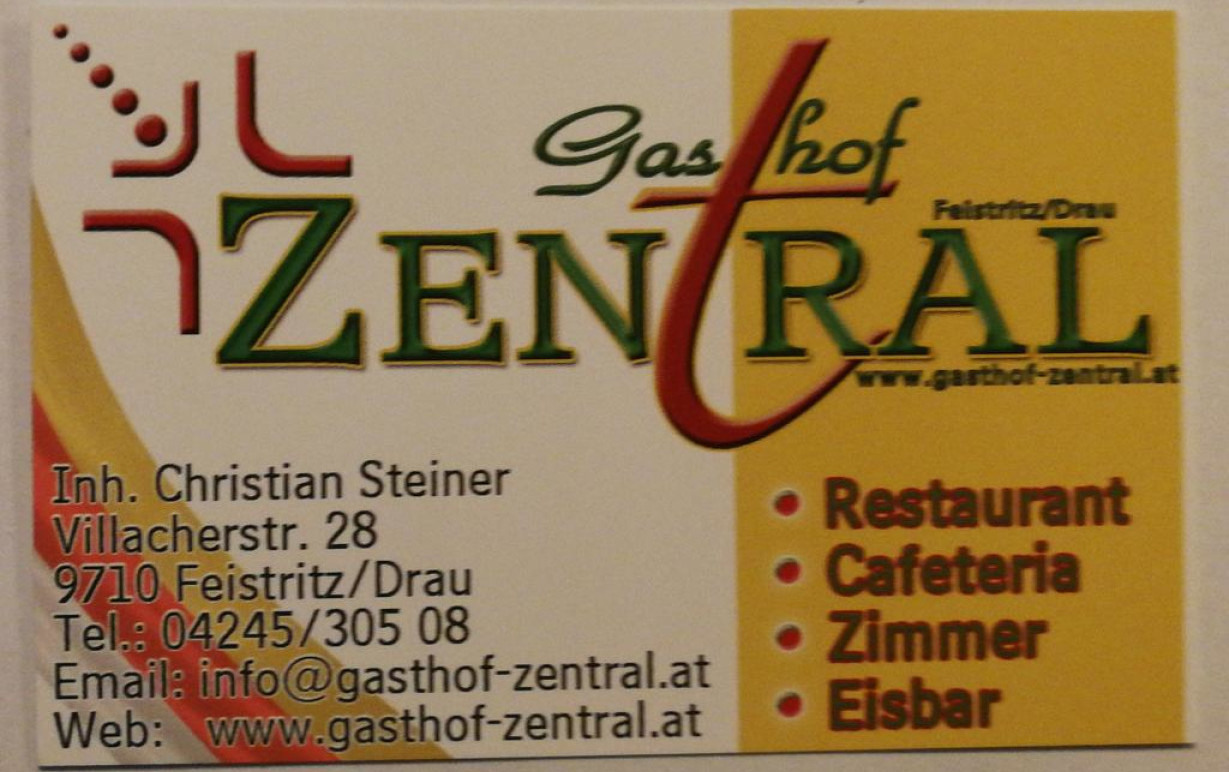 Gasthof
Feistritz/Drau
ZENTRAL
www.gasthof-zentral.at
Inh. Christian Steiner
Villacherstr. 28
9710 Feistritz/Drau
Tel.: 04245/305 08
Email: info@gasthof-zentral.at
Web: www.gasthof-zentral.at
• Restaurant
• Cafeteria
• Zimmer
• Eisbar